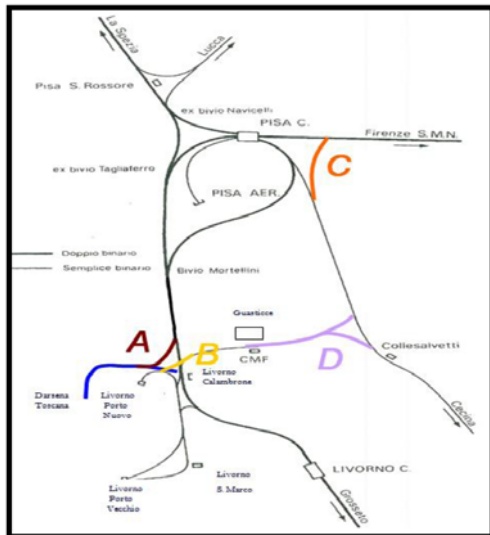 La Spezia
Lucca
Pisa S. Rossore
ex bivio Navicelli
PISA C.
Firenze S.M.N.
ex bivio Tagliaferro
C
PISA AER.
Doppio binario
Semplice binario
Bivio Mortellini
Guasticce
A
B
D
CMF
Collesalvetti
Livorno
Calambrone
Darsena
Toscana
Livorno
Porto
Nuovo
Cecina
Livorno
S. Marco
LIVORNO C.
Livorno
Porto
Vecchio
Grosseto